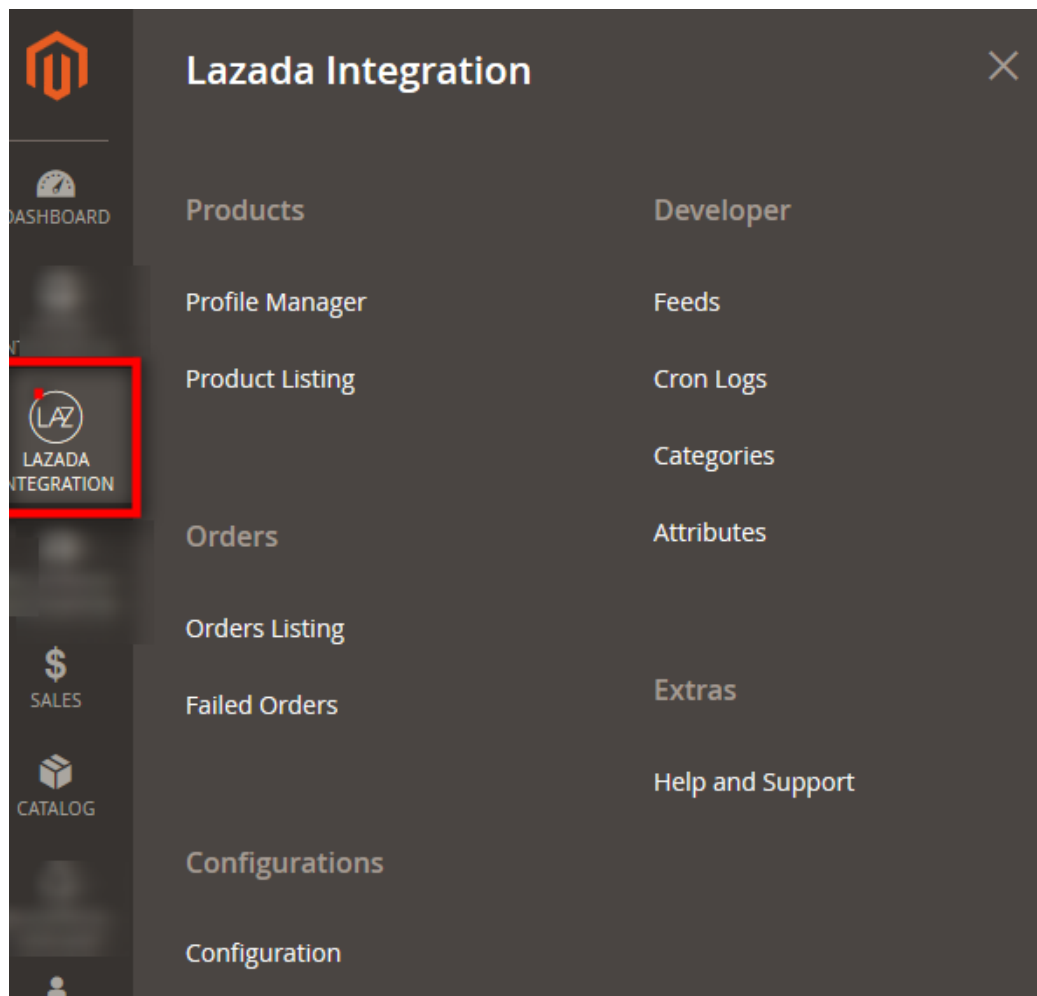 DASHBOARD
LAZ
LAZADA
INTEGRATION
$
SALES
CATALOG
Lazada Integration
Products
Profile Manager
Product Listing
Orders
Orders Listing
Failed Orders
Configurations
Configuration
Developer
Feeds
Cron Logs
Categories
Attributes
Extras
Help and Support